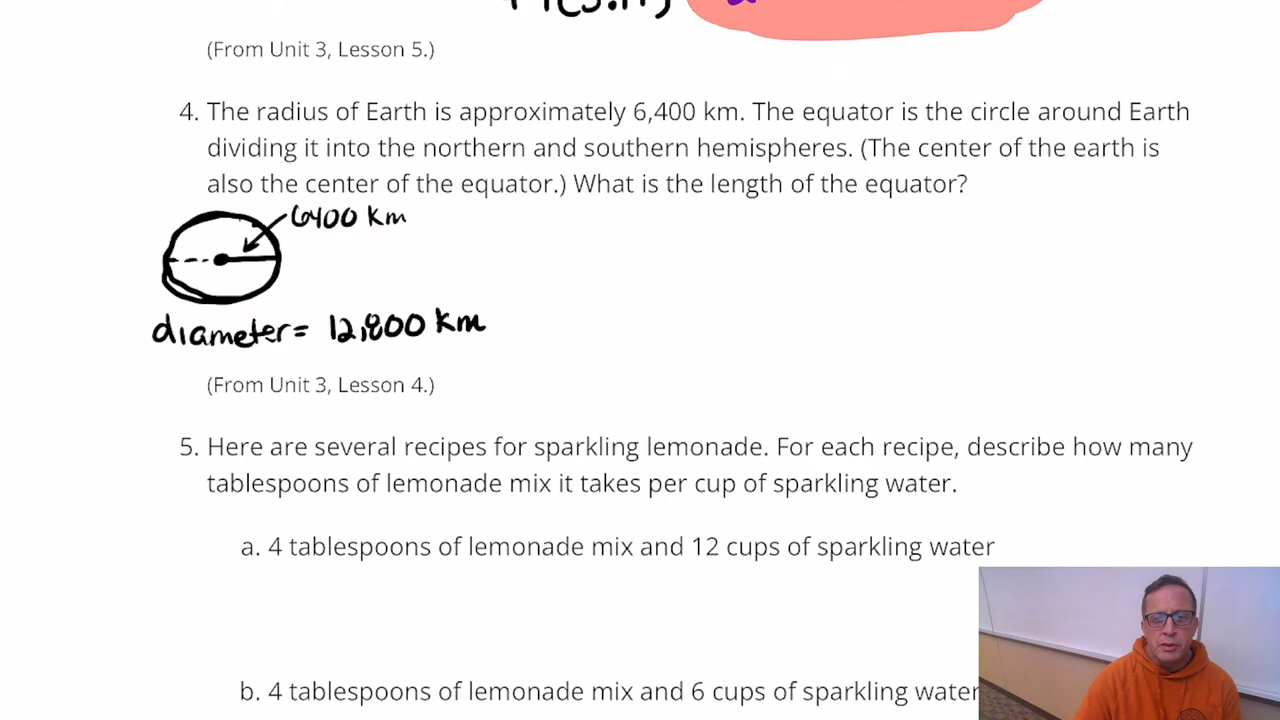 (From Unit 3, Lesson 5.)
4. The radius of Earth is approximately 6,400 km. The equator is the circle around Earth
dividing it into the northern and southern hemispheres. (The center of the earth is
also the center of the equator.) What is the length of the equator?
6400 km
diameter = 12,800 km
(From Unit 3, Lesson 4.)
5. Here are several recipes for sparkling lemonade. For each recipe, describe how many
tablespoons of lemonade mix it takes per cup of sparkling water.
a. 4 tablespoons of lemonade mix and 12 cups of sparkling water
b. 4 tablespoons of lemonade mix and 6 cups of sparkling water